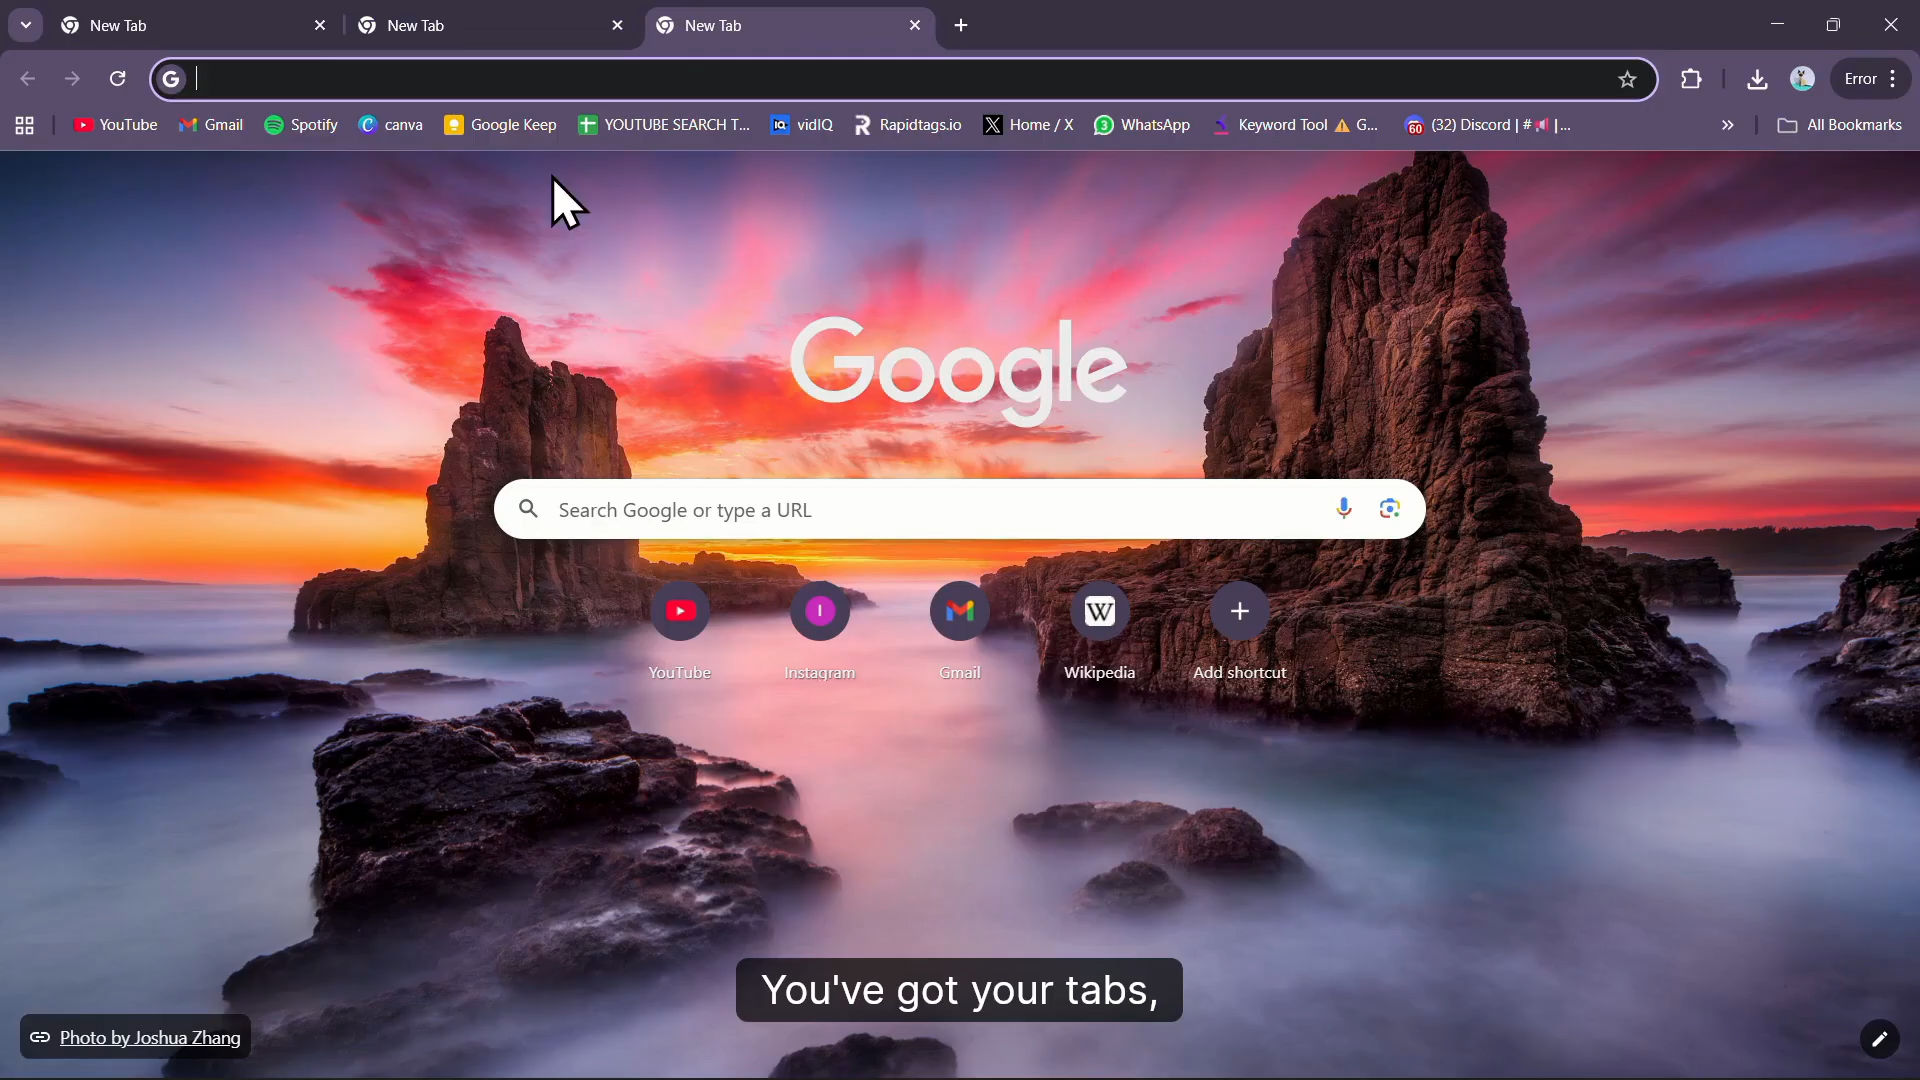 New Tab
New Tab
New Tab
Error
YouTube
Gmail
Spotify
canva
Google Keep
YOUTUBE SEARCH T...
vidIQ
Rapidtags.io
Home / X
WhatsApp
Keyword Tool ⚠ G...
(32) Discord | # 📢 |...
All Bookmarks
Google
Search Google or type a URL
YouTube
Instagram
Gmail
Wikipedia
Add shortcut
You've got your tabs,
Photo by Joshua Zhang